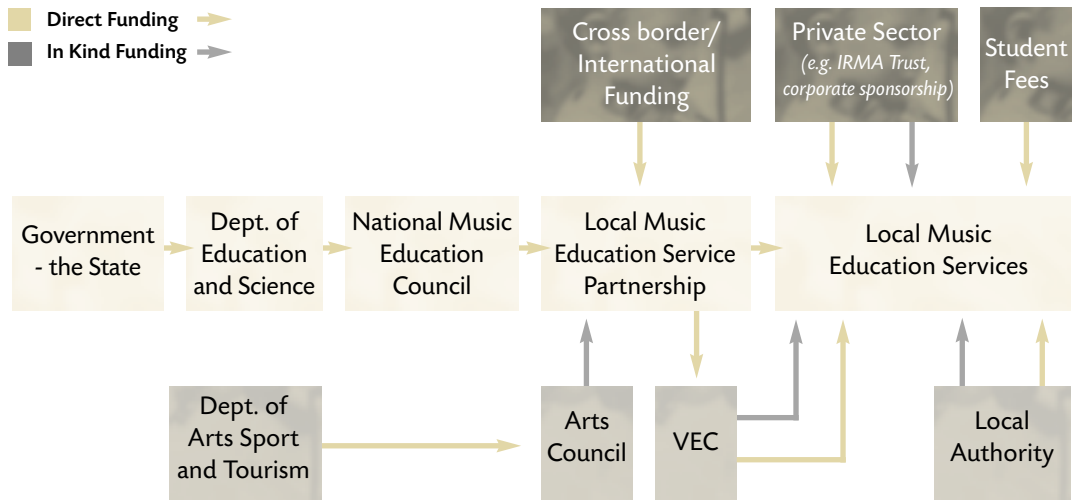 Direct Funding
In Kind Funding
Cross border/
International
Funding
Private Sector
(e.g. IRMA Trust,
corporate sponsorship)
Student
Fees
Government
- the State
Dept. of
Education
and Science
National Music
Education
Council
Local Music
Education Service
Partnership
Local Music
Education Services
Dept. of
Arts Sport
and Tourism
Arts
Council
VEC
Local
Authority